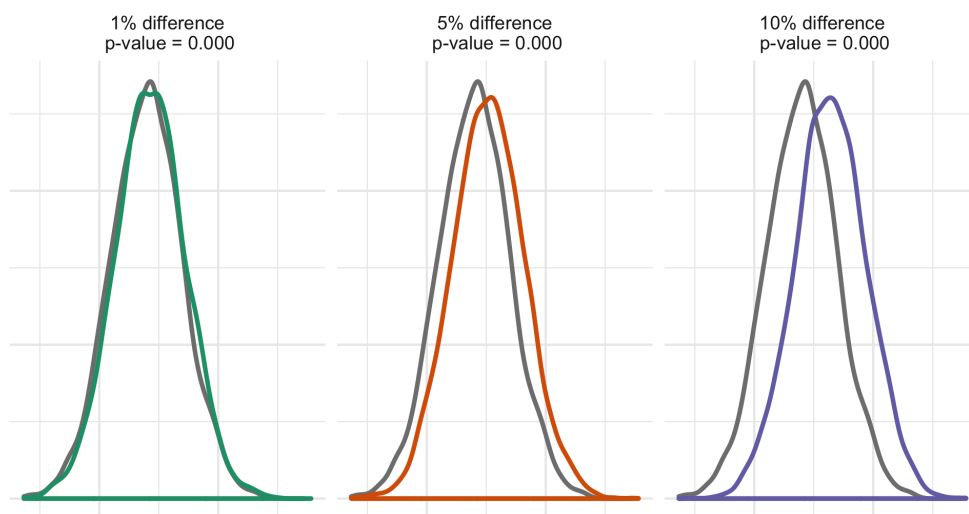 1% difference
p-value = 0.000
5% difference
p-value = 0.000
10% difference
p-value = 0.000